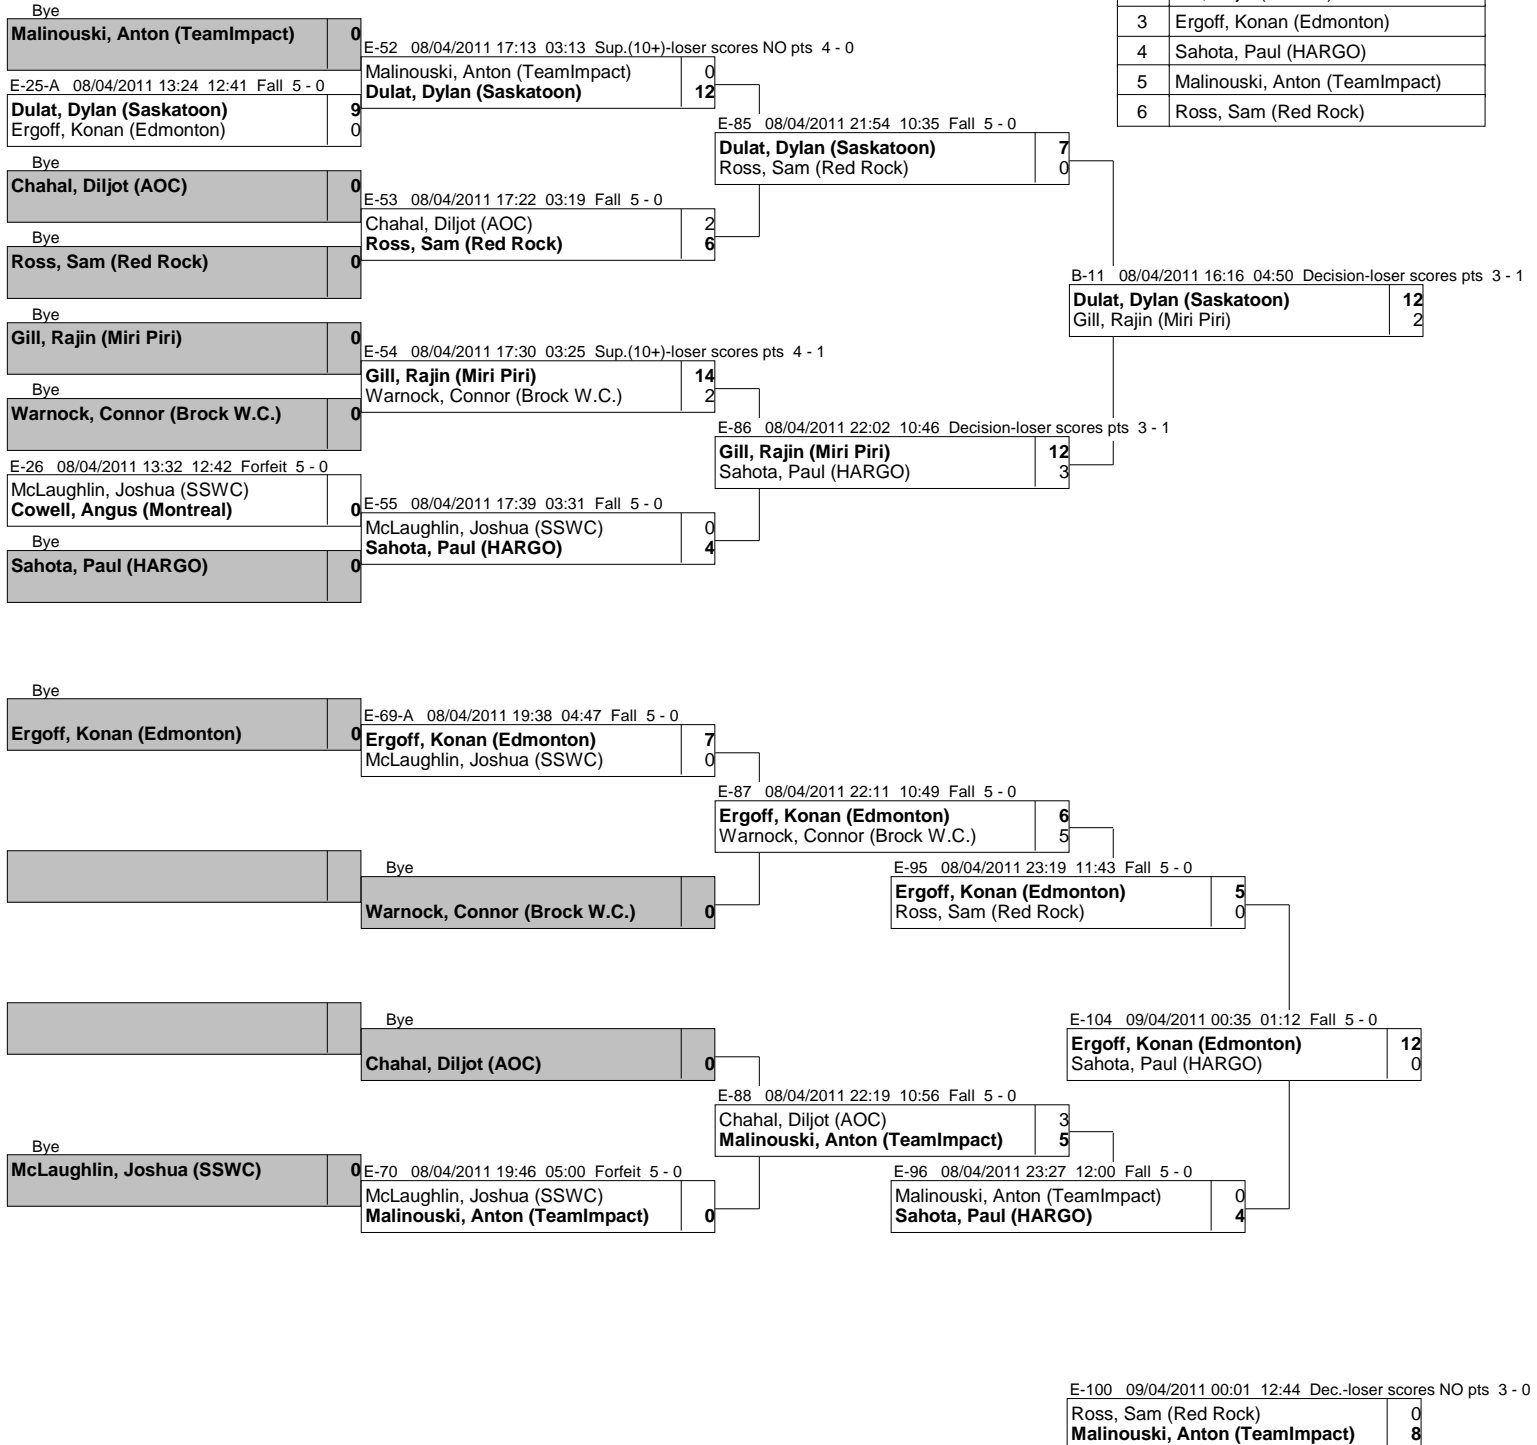 Bye
Malinouski, Anton (TeamImpact) 0
E-25-A 08/04/2011 13:24 12:41 Fall 5 - 0
Dulat, Dylan (Saskatoon) 9
Ergoff, Konan (Edmonton) 0
Bye
Chahal, Diljot (AOC) 0
Bye
Ross, Sam (Red Rock) 0
Bye
Gill, Rajin (Miri Piri) 0
Bye
Warnock, Connor (Brock W.C.) 0
E-26 08/04/2011 13:32 12:42 Forfeit 5 - 0
McLaughlin, Joshua (SSWC)
Cowell, Angus (Montreal) 0
Bye
Sahota, Paul (HARGO) 0
E-52 08/04/2011 17:13 03:13 Sup.(10+)-loser scores NO pts 4 - 0
Malinouski, Anton (TeamImpact) 0
Dulat, Dylan (Saskatoon) 12
E-53 08/04/2011 17:22 03:19 Fall 5 - 0
Chahal, Diljot (AOC) 2
Ross, Sam (Red Rock) 6
E-54 08/04/2011 17:30 03:25 Sup.(10+)-loser scores pts 4 - 1
Gill, Rajin (Miri Piri) 14
Warnock, Connor (Brock W.C.) 2
E-55 08/04/2011 17:39 03:31 Fall 5 - 0
McLaughlin, Joshua (SSWC) 0
Sahota, Paul (HARGO) 4
E-85 08/04/2011 21:54 10:35 Fall 5 - 0
Dulat, Dylan (Saskatoon) 7
Ross, Sam (Red Rock) 0
E-86 08/04/2011 22:02 10:46 Decision-loser scores pts 3 - 1
Gill, Rajin (Miri Piri) 12
Sahota, Paul (HARGO) 3
B-11 08/04/2011 16:16 04:50 Decision-loser scores pts 3 - 1
Dulat, Dylan (Saskatoon) 12
Gill, Rajin (Miri Piri) 2
3 Ergoff, Konan (Edmonton)
4 Sahota, Paul (HARGO)
5 Malinouski, Anton (TeamImpact)
6 Ross, Sam (Red Rock)
Bye
Ergoff, Konan (Edmonton) 0
Bye
McLaughlin, Joshua (SSWC) 0
E-69-A 08/04/2011 19:38 04:47 Fall 5 - 0
Ergoff, Konan (Edmonton) 7
McLaughlin, Joshua (SSWC) 0
Bye
Warnock, Connor (Brock W.C.) 0
Bye
Chahal, Diljot (AOC) 0
E-70 08/04/2011 19:46 05:00 Forfeit 5 - 0
McLaughlin, Joshua (SSWC)
Malinouski, Anton (TeamImpact) 0
E-87 08/04/2011 22:11 10:49 Fall 5 - 0
Ergoff, Konan (Edmonton) 6
Warnock, Connor (Brock W.C.) 5
E-88 08/04/2011 22:19 10:56 Fall 5 - 0
Chahal, Diljot (AOC) 3
Malinouski, Anton (TeamImpact) 5
E-95 08/04/2011 23:19 11:43 Fall 5 - 0
Ergoff, Konan (Edmonton) 5
Ross, Sam (Red Rock) 0
E-96 08/04/2011 23:27 12:00 Fall 5 - 0
Malinouski, Anton (TeamImpact) 0
Sahota, Paul (HARGO) 4
E-104 09/04/2011 00:35 01:12 Fall 5 - 0
Ergoff, Konan (Edmonton) 12
Sahota, Paul (HARGO) 0
E-100 09/04/2011 00:01 12:44 Dec.-loser scores NO pts 3 - 0
Ross, Sam (Red Rock) 0
Malinouski, Anton (TeamImpact) 8